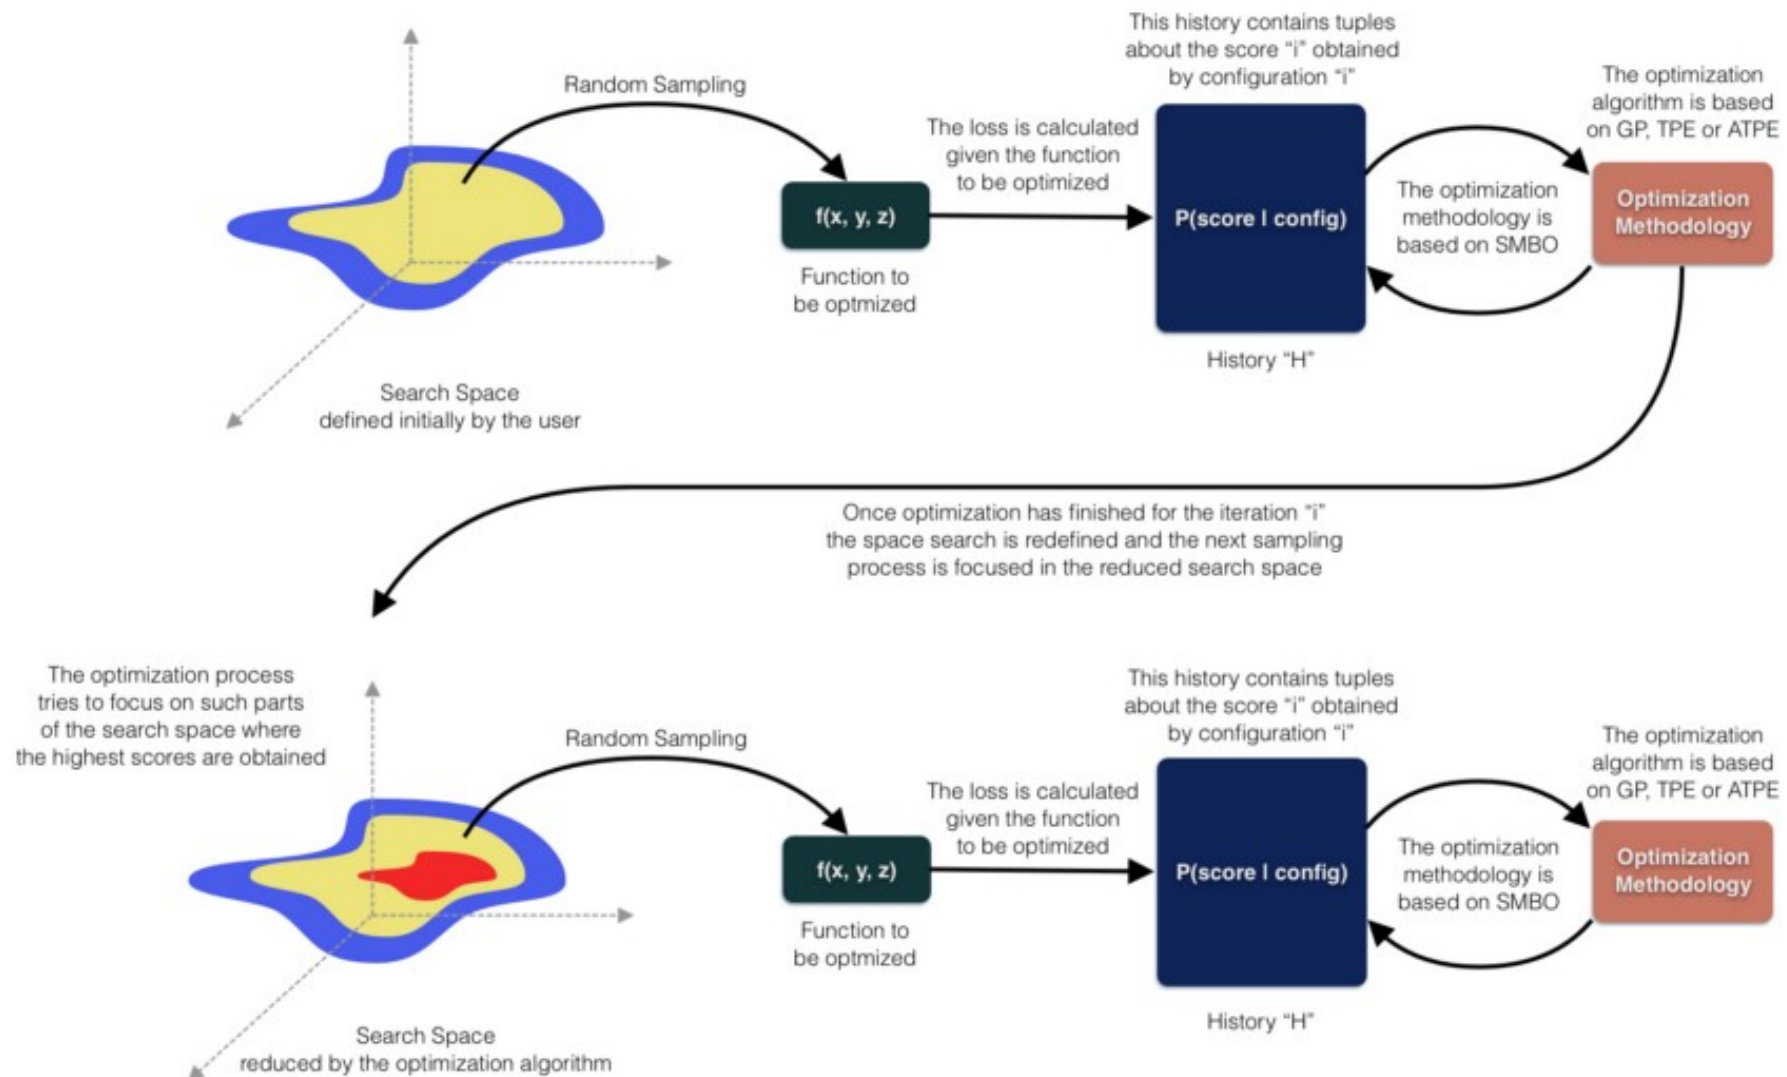 This history contains tuples
about the score “i” obtained
by configuration “i”
The optimization
algorithm is based
on GP, TPE or ATPE
Random Sampling
The loss is calculated
given the function
to be optimized
f(x, y, z)
P(score | config)
The optimization
methodology is
based on SMBO
Optimization
Methodology
Function to
be optmized
History “H”
Search Space
defined initially by the user
Once optimization has finished for the iteration “i”
the space search is redefined and the next sampling
process is focused in the reduced search space
The optimization process
tries to focus on such parts
of the search space where
the highest scores are obtained
This history contains tuples
about the score “i” obtained
by configuration “i”
The optimization
algorithm is based
on GP, TPE or ATPE
Random Sampling
The loss is calculated
given the function
to be optimized
f(x, y, z)
P(score | config)
The optimization
methodology is
based on SMBO
Optimization
Methodology
Function to
be optmized
History “H”
Search Space
reduced by the optimization algorithm